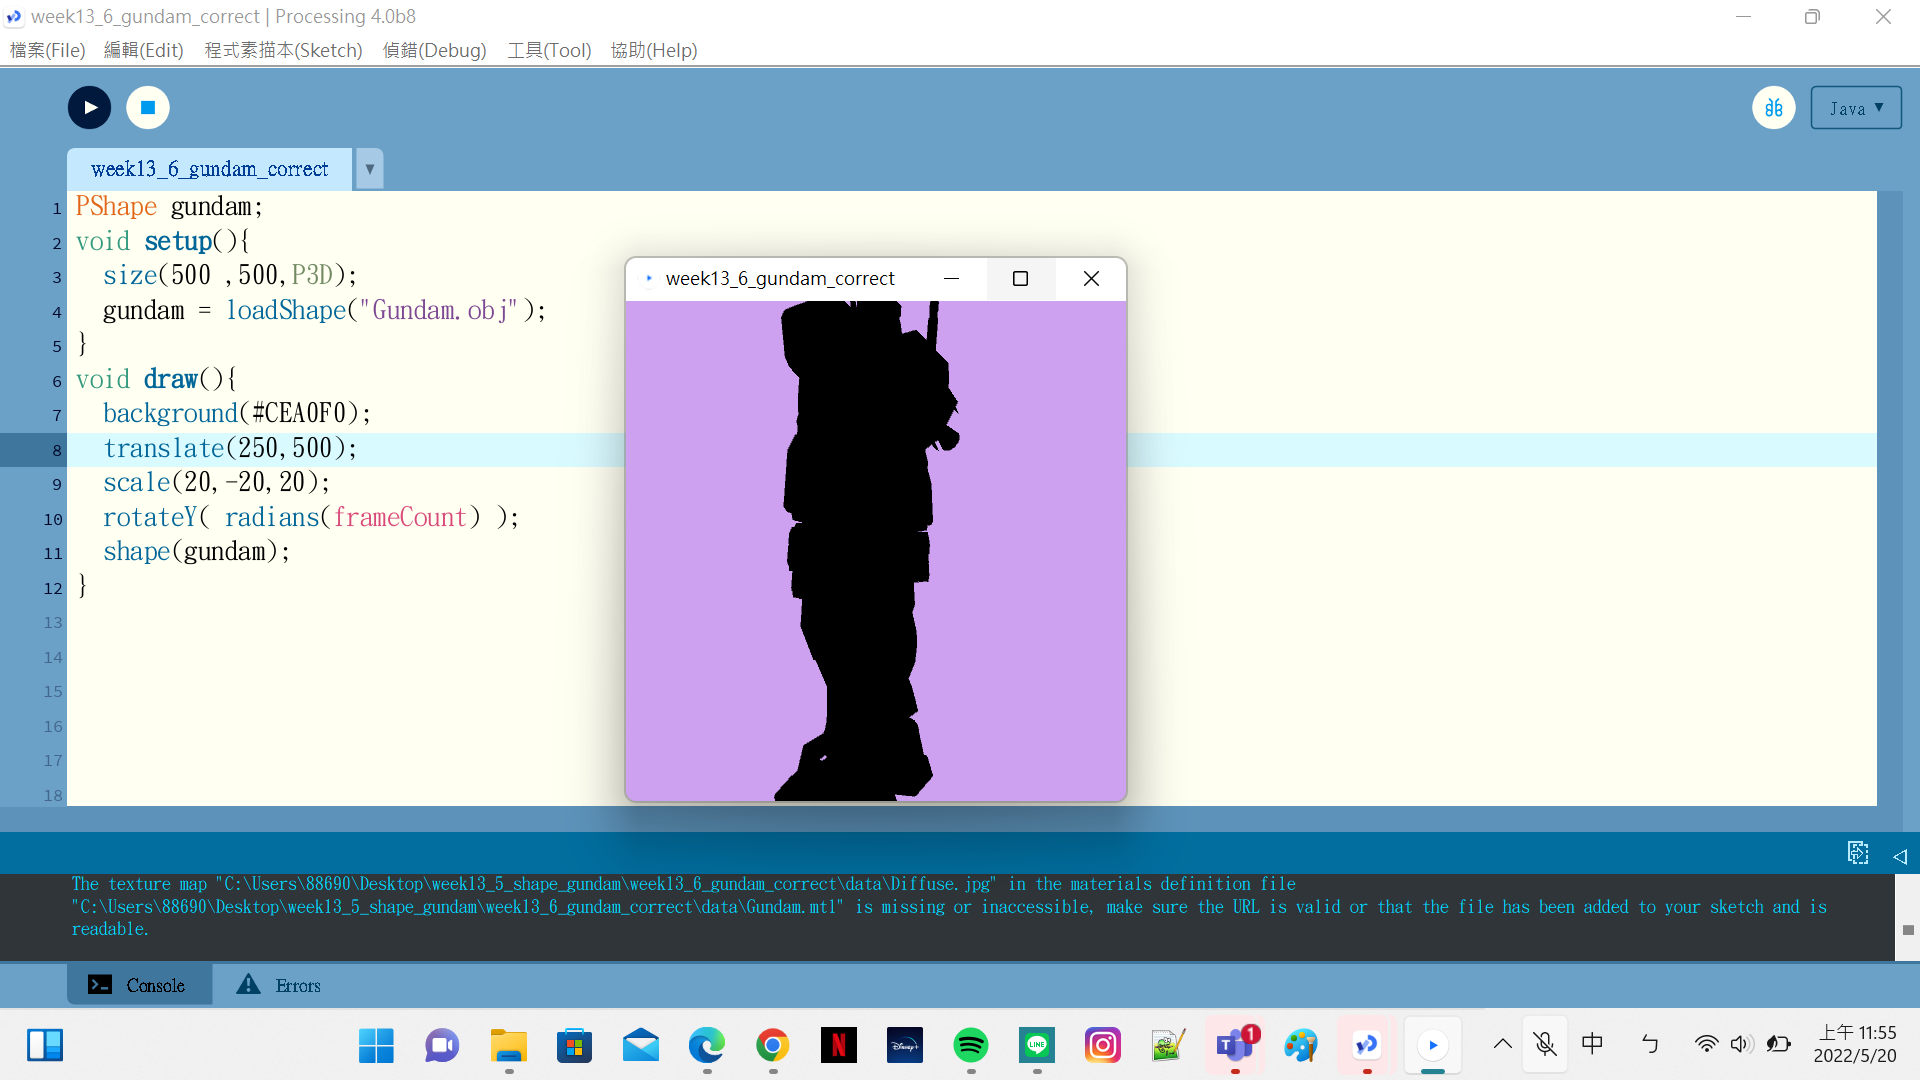 week13_6_gundam_correct | Processing 4.0b8
檔案(File) 編輯(Edit) 程式素描本(Sketch) 偵錯(Debug) 工具(Tool) 協助(Help)
Java ▼
week13_6_gundam_correct ▼
1 PShape gundam;
2 void setup(){
3 size(500 ,500,P3D);
4 gundam = loadShape("Gundam.obj");
5 }
6 void draw(){
7 background(#CEA0F0);
8 translate(250,500);
9 scale(20,-20,20);
10 rotateY( radians(frameCount) );
11 shape(gundam);
12 }
13
14
15
16
17
18
week13_6_gundam_correct
The texture map "C:\Users\88690\Desktop\week13_5_shape_gundam\week13_6_gundam_correct\data\Diffuse.jpg" in the materials definition file
"C:\Users\88690\Desktop\week13_5_shape_gundam\week13_6_gundam_correct\data\Gundam.mtl" is missing or inaccessible, make sure the URL is valid or that the file has been added to your sketch and is
readable.
Console Errors
N
Disney+
LINE
T
1
中
ㄅ
上午 11:55
2022/5/20